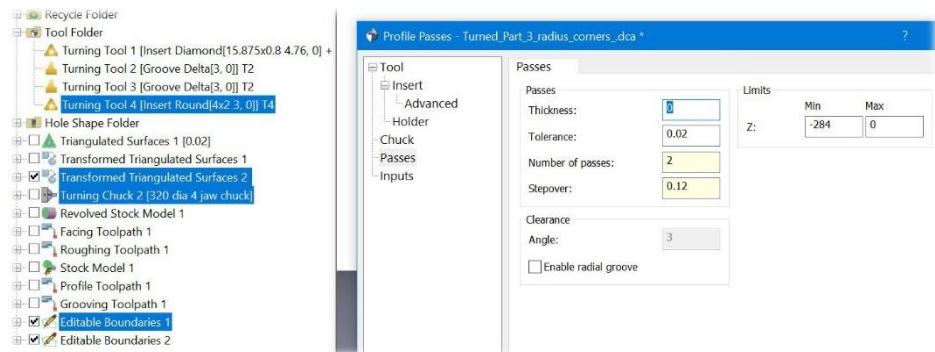 Recycle Folder
Tool Folder
Turning Tool 1 [Insert Diamond[15.875x0.8 4.76, 0] +
Turning Tool 2 [Groove Delta[3, 0]] T2
Turning Tool 3 [Groove Delta[3, 0]] T2
Turning Tool 4 [Insert Round[4x2 3, 0]] T4
Hole Shape Folder
Triangulated Surfaces 1 [0.02]
Transformed Triangulated Surfaces 1
Transformed Triangulated Surfaces 2
Turning Chuck 2 [320 dia 4 jaw chuck]
Revolved Stock Model 1
Facing Toolpath 1
Roughing Toolpath 1
Stock Model 1
Profile Toolpath 1
Grooving Toolpath 1
Editable Boundaries 1
Editable Boundaries 2
Profile Passes - Turned_Part_3_radius_corners_.dca * ?
Tool
Insert
Advanced
Holder
Chuck
Passes
Inputs
Passes
Passes
Thickness: 0
Tolerance: 0.02
Number of passes: 2
Stepover: 0.12
Clearance
Angle: 3
Enable radial groove
Limits
Min Max
Z: -284 0